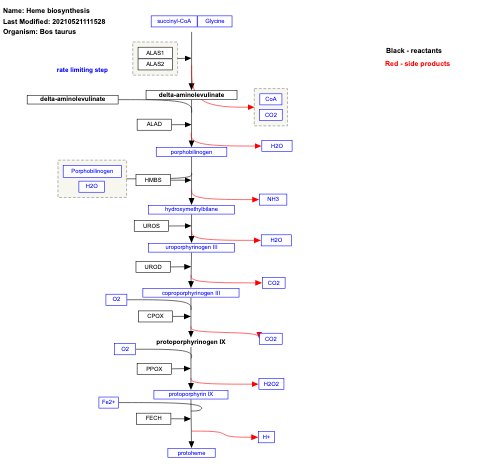 Name: Heme biosynthesis
Last Modified: 20210521111528
Organism: Bos taurus
succinyl-CoA Glycine
Black - reactants
Red - side products
ALAS1
ALAS2
rate limiting step
delta-aminolevulinate
delta-aminolevulinate
CoA
CO2
ALAD
H2O
porphobilinogen
Porphobilinogen
H2O
HMBS
NH3
hydroxymethylbilane
UROS
H2O
uroporphyrinogen III
UROD
CO2
coproporphyrinogen III
O2
CPOX
CO2
protoporphyrinogen IX
O2
PPOX
H2O2
protoporphyrin IX
Fe2+
FECH
H+
protoheme